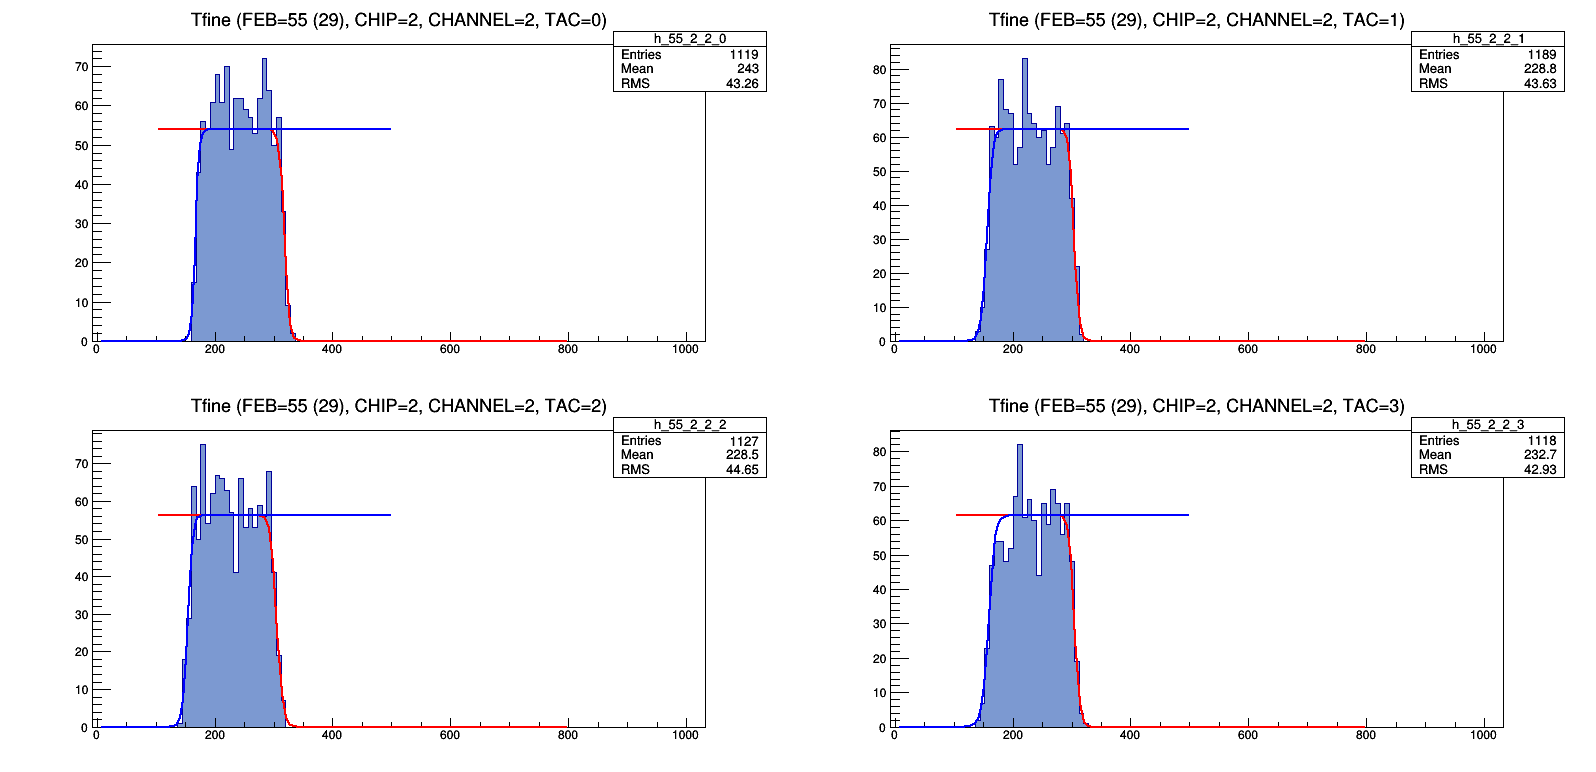 Tfine (FEB=55 (29), CHIP=2, CHANNEL=2, TAC=0)
h_55_2_2_0
Entries 1119
Mean 243
RMS 43.26
70
60
50
40
30
20
10
0
0 200 400 600 800 1000
Tfine (FEB=55 (29), CHIP=2, CHANNEL=2, TAC=1)
h_55_2_2_1
Entries 1189
Mean 228.8
RMS 43.63
80
70
60
50
40
30
20
10
0
0 200 400 600 800 1000
Tfine (FEB=55 (29), CHIP=2, CHANNEL=2, TAC=2)
h_55_2_2_2
Entries 1127
Mean 228.5
RMS 44.65
70
60
50
40
30
20
10
0
0 200 400 600 800 1000
Tfine (FEB=55 (29), CHIP=2, CHANNEL=2, TAC=3)
h_55_2_2_3
Entries 1118
Mean 232.7
RMS 42.93
80
70
60
50
40
30
20
10
0
0 200 400 600 800 1000